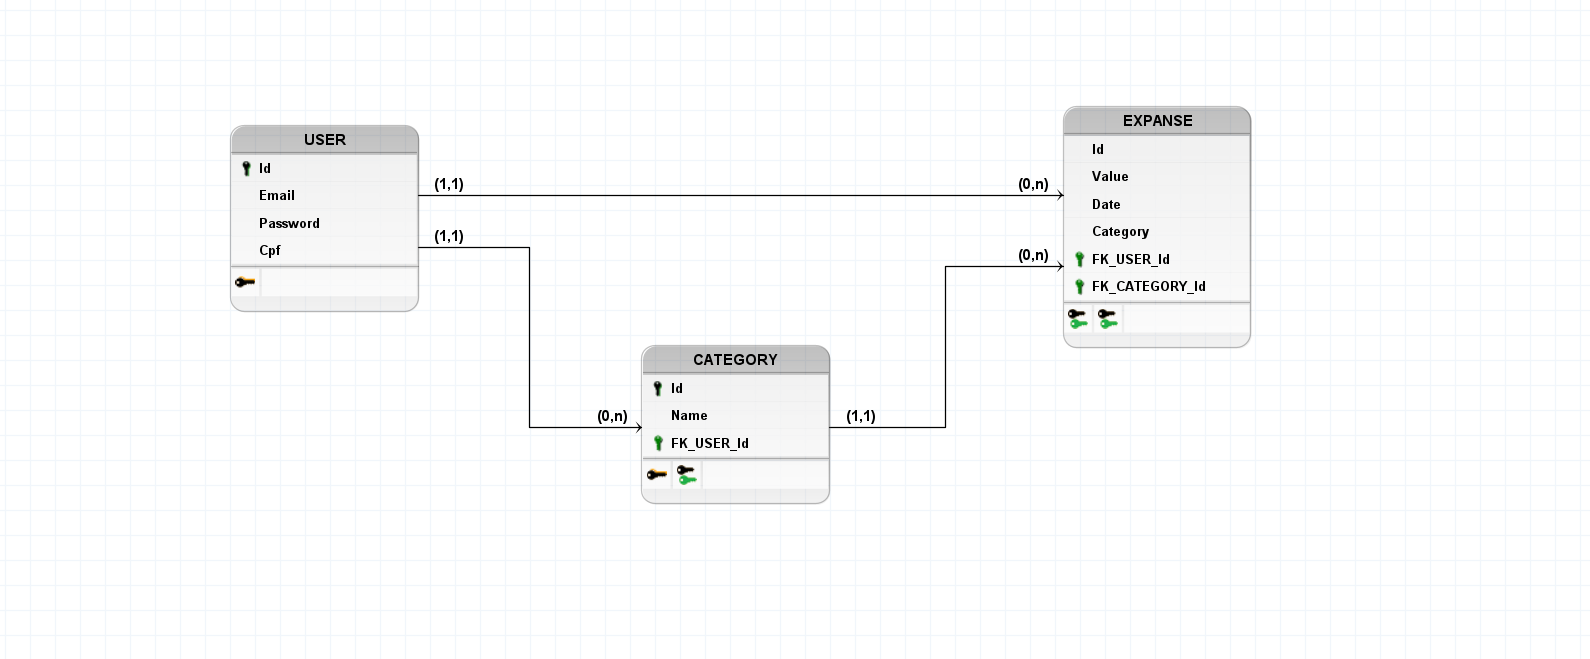 USER
Id
Email
Password
Cpf
(1,1)
(0,n)
(1,1)
(0,n)
EXPANSE
Id
Value
Date
Category
FK_USER_Id
FK_CATEGORY_Id
(0,n)
(1,1)
CATEGORY
Id
Name
FK_USER_Id